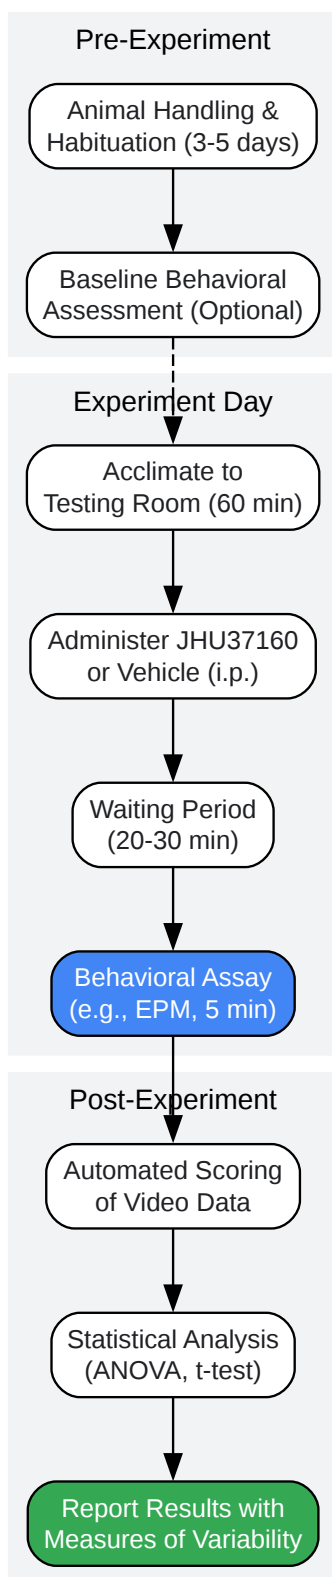 Pre-Experiment
Animal Handling &
Habituation (3-5 days)
Baseline Behavioral
Assessment (Optional)
Experiment Day
Acclimate to
Testing Room (60 min)
Administer JHU37160
or Vehicle (i.p.)
Waiting Period
(20-30 min)
Behavioral Assay
(e.g., EPM, 5 min)
Post-Experiment
Automated Scoring
of Video Data
Statistical Analysis
(ANOVA, t-test)
Report Results with
Measures of Variability